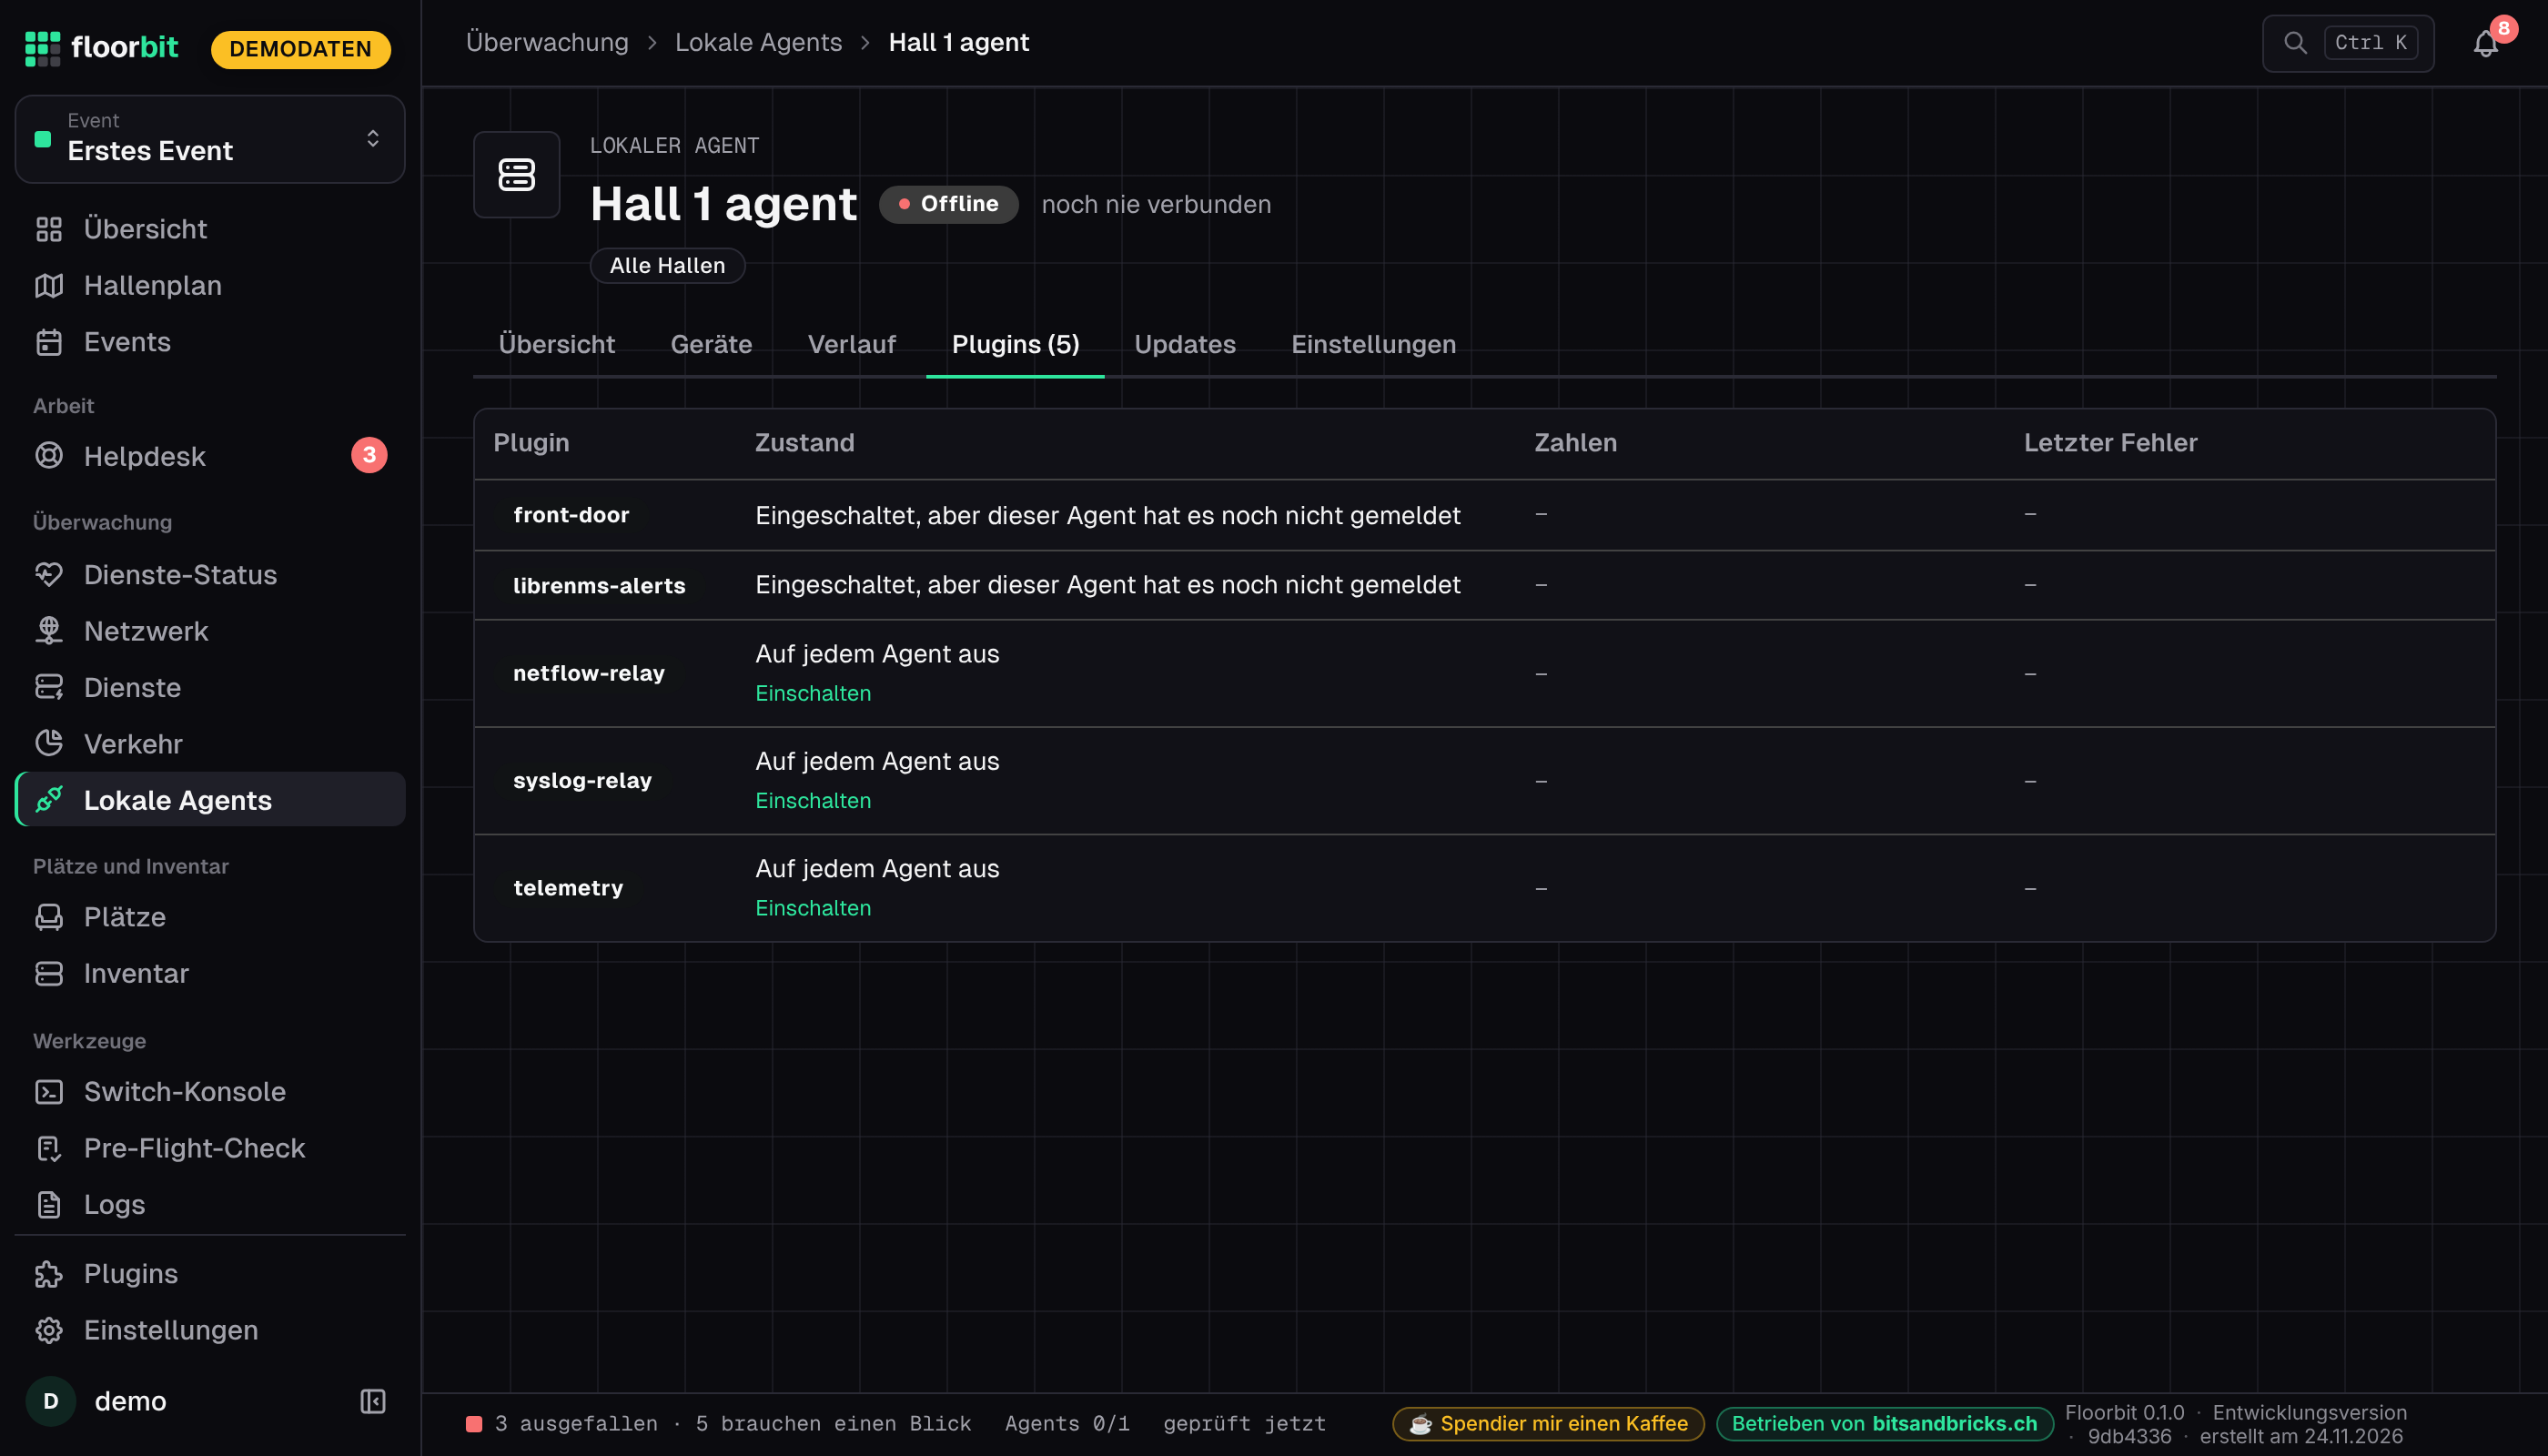 floorbit
DEMODATEN
Event
Erstes Event
Übersicht
Hallenplan
Events
Arbeit
Helpdesk
3
Überwachung
Dienste-Status
Netzwerk
Dienste
Verkehr
Lokale Agents
Plätze und Inventar
Plätze
Inventar
Werkzeuge
Switch-Konsole
Pre-Flight-Check
Logs
Plugins
Einstellungen
D demo
Überwachung > Lokale Agents > Hall 1 agent
Ctrl K
8
LOKALER AGENT
Hall 1 agent
Offline
noch nie verbunden
Alle Hallen
Übersicht Geräte Verlauf Plugins (5) Updates Einstellungen
Plugin Zustand Zahlen Letzter Fehler
front-door Eingeschaltet, aber dieser Agent hat es noch nicht gemeldet – –
librenms-alerts Eingeschaltet, aber dieser Agent hat es noch nicht gemeldet – –
netflow-relay Auf jedem Agent aus – –
Einschalten
syslog-relay Auf jedem Agent aus – –
Einschalten
telemetry Auf jedem Agent aus – –
Einschalten
3 ausgefallen · 5 brauchen einen Blick Agents 0/1 geprüft jetzt
Spendier mir einen Kaffee
Betrieben von bitsandbricks.ch
Floorbit 0.1.0 · Entwicklungsversion
· 9db4336 · erstellt am 24.11.2026